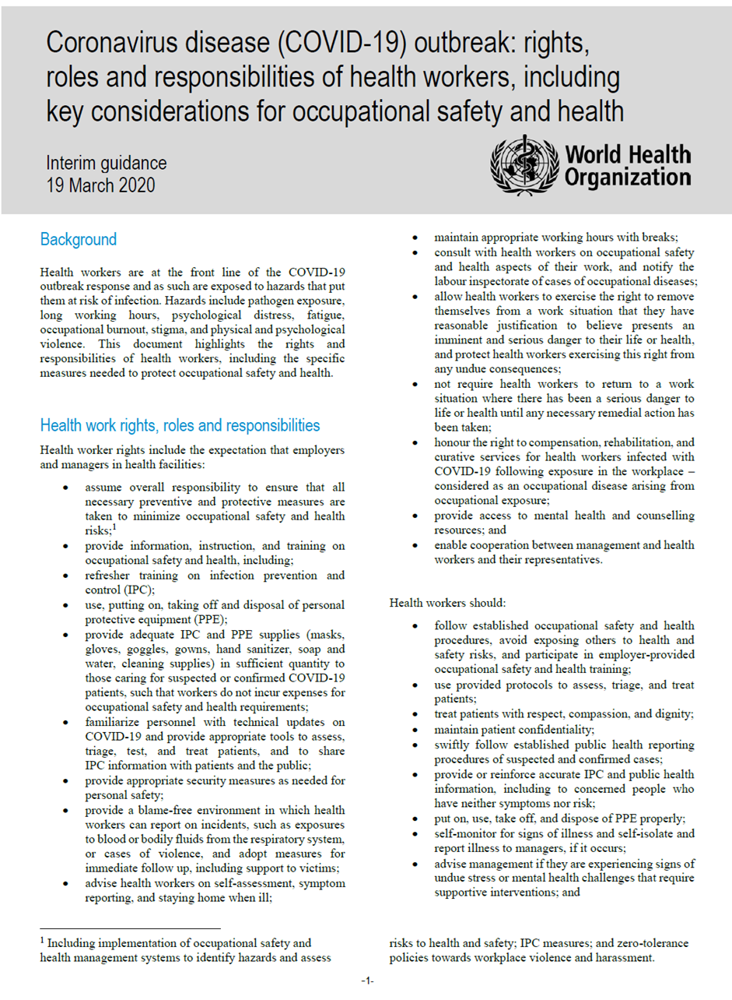 Coronavirus disease (COVID-19) outbreak: rights,
roles and responsibilities of health workers, including
key considerations for occupational safety and health
Interim guidance
19 March 2020
World Health
Organization
Background
Health workers are at the front line of the COVID-19
outbreak response and as such are exposed to hazards that put
them at risk of infection. Hazards include pathogen exposure,
long working hours, psychological distress, fatigue,
occupational burnout, stigma, and physical and psychological
violence. This document highlights the rights and
responsibilities of health workers, including the specific
measures needed to protect occupational safety and health.
Health work rights, roles and responsibilities
Health worker rights include the expectation that employers
and managers in health facilities:
• assume overall responsibility to ensure that all
necessary preventive and protective measures are
taken to minimize occupational safety and health
risks;1
• provide information, instruction, and training on
occupational safety and health, including;
• refresher training on infection prevention and
control (IPC);
• use, putting on, taking off and disposal of personal
protective equipment (PPE);
• provide adequate IPC and PPE supplies (masks,
gloves, goggles, gowns, hand sanitizer, soap and
water, cleaning supplies) in sufficient quantity to
those caring for suspected or confirmed COVID-19
patients, such that workers do not incur expenses for
occupational safety and health requirements;
• familiarize personnel with technical updates on
COVID-19 and provide appropriate tools to assess,
triage, test, and treat patients, and to share
IPC information with patients and the public;
• provide appropriate security measures as needed for
personal safety;
• provide a blame-free environment in which health
workers can report on incidents, such as exposures
to blood or bodily fluids from the respiratory system,
or cases of violence, and adopt measures for
immediate follow up, including support to victims;
• advise health workers on self-assessment, symptom
reporting, and staying home when ill;
• maintain appropriate working hours with breaks;
• consult with health workers on occupational safety
and health aspects of their work, and notify the
labour inspectorate of cases of occupational diseases;
• allow health workers to exercise the right to remove
themselves from a work situation that they have
reasonable justification to believe presents an
imminent and serious danger to their life or health,
and protect health workers exercising this right from
any undue consequences;
• not require health workers to return to a work
situation where there has been a serious danger to
life or health until any necessary remedial action has
been taken;
• honour the right to compensation, rehabilitation, and
curative services for health workers infected with
COVID-19 following exposure in the workplace –
considered as an occupational disease arising from
occupational exposure;
• provide access to mental health and counselling
resources; and
• enable cooperation between management and health
workers and their representatives.
Health workers should:
• follow established occupational safety and health
procedures, avoid exposing others to health and
safety risks, and participate in employer-provided
occupational safety and health training;
• use provided protocols to assess, triage, and treat
patients;
• treat patients with respect, compassion, and dignity;
• maintain patient confidentiality;
• swiftly follow established public health reporting
procedures of suspected and confirmed cases;
• provide or reinforce accurate IPC and public health
information, including to concerned people who
have neither symptoms nor risk;
• put on, use, take off, and dispose of PPE properly;
• self-monitor for signs of illness and self-isolate and
report illness to managers, if it occurs;
• advise management if they are experiencing signs of
undue stress or mental health challenges that require
supportive interventions; and
1 Including implementation of occupational safety and
health management systems to identify hazards and assess
risks to health and safety; IPC measures; and zero-tolerance
policies towards workplace violence and harassment.
-1-